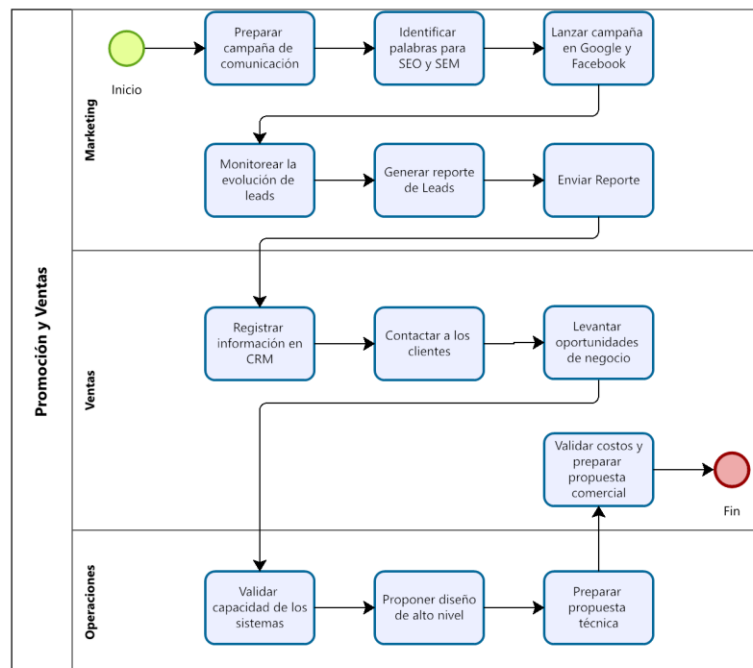 Promoción y Ventas
Marketing
Inicio
Preparar
campaña de
comunicación
Identificar
palabras para
SEO y SEM
Lanzar campaña
en Google y
Facebook
Monitorear la
evolución de
leads
Generar reporte
de Leads
Enviar Reporte
Ventas
Registrar
información en
CRM
Contactar a los
clientes
Levantar
oportunidades
de negocio
Validar costos y
preparar
propuesta
comercial
Fin
Operaciones
Validar
capacidad de los
sistemas
Proponer diseño
de alto nivel
Preparar
propuesta
técnica